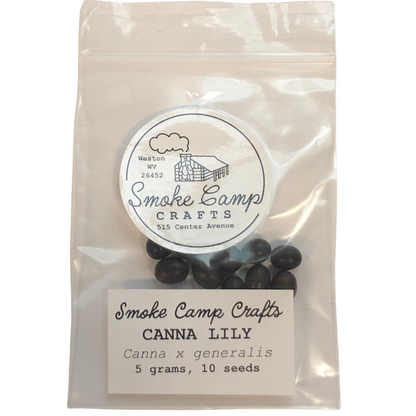 Weston
WV
26452
Smoke Camp
CRAFTS
515 Center Avenue
Smoke Camp Crafts
CANNA LILY
Canna x generalis
5 grams, 10 seeds